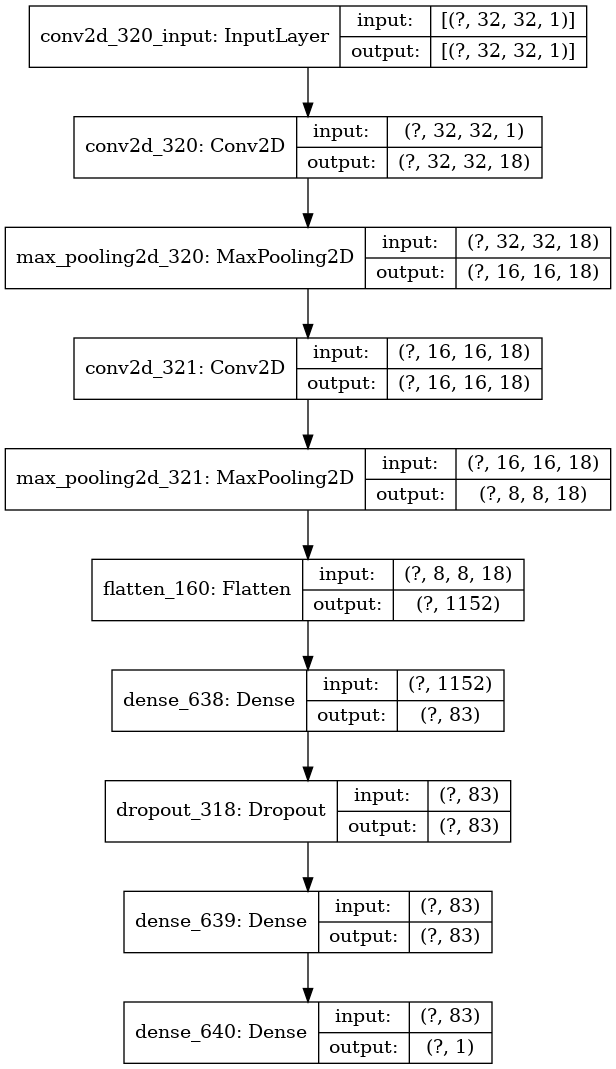 conv2d_320_input: InputLayer
input: [(?, 32, 32, 1)]
output: [(?, 32, 32, 1)]
conv2d_320: Conv2D
input: (?, 32, 32, 1)
output: (?, 32, 32, 18)
max_pooling2d_320: MaxPooling2D
input: (?, 32, 32, 18)
output: (?, 16, 16, 18)
conv2d_321: Conv2D
input: (?, 16, 16, 18)
output: (?, 16, 16, 18)
max_pooling2d_321: MaxPooling2D
input: (?, 16, 16, 18)
output: (?, 8, 8, 18)
flatten_160: Flatten
input: (?, 8, 8, 18)
output: (?, 1152)
dense_638: Dense
input: (?, 1152)
output: (?, 83)
dropout_318: Dropout
input: (?, 83)
output: (?, 83)
dense_639: Dense
input: (?, 83)
output: (?, 83)
dense_640: Dense
input: (?, 83)
output: (?, 1)